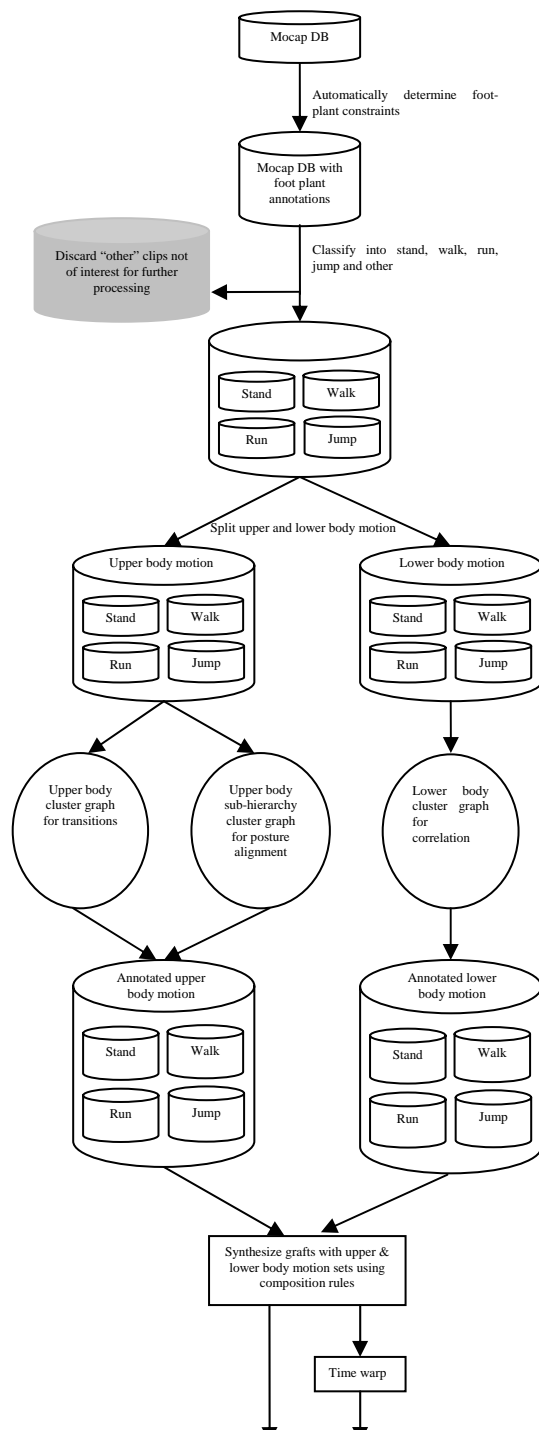 Mocap DB
Automatically determine foot-
plant constraints
Mocap DB with
foot plant
annotations
Discard “other” clips not
of interest for further
processing
Classify into stand, walk, run,
jump and other
Stand
Walk
Run
Jump
Split upper and lower body motion
Upper body motion
Stand
Walk
Run
Jump
Lower body motion
Stand
Walk
Run
Jump
Upper body
cluster graph
for transitions
Upper body
sub-hierarchy
cluster graph
for posture
alignment
Lower body
cluster graph
for
correlation
Annotated upper
body motion
Stand
Walk
Run
Jump
Annotated lower
body motion
Stand
Walk
Run
Jump
Synthesize grafts with upper &
lower body motion sets using
composition rules
Time warp